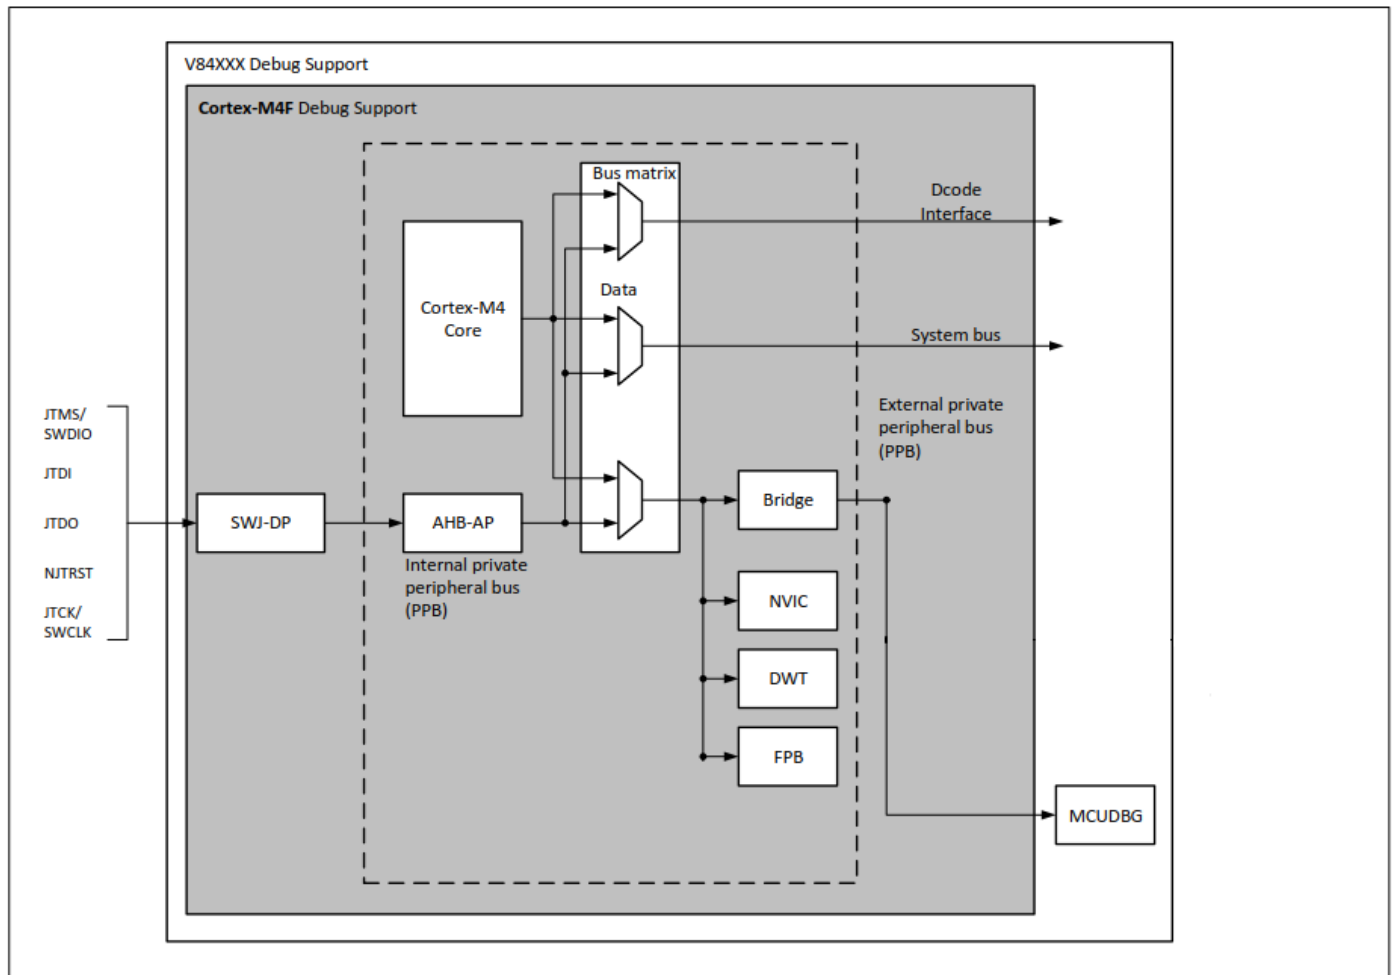 V84XXX Debug Support
Cortex-M4F Debug Support
Bus matrix
Dcode
Interface
Data
Cortex-M4
Core
System bus
External private
peripheral bus
(PPB)
JTMS/
SWDIO
JTDI
JTDO
NJTRST
JTCK/
SWCLK
SWJ-DP
AHB-AP
Internal private
peripheral bus
(PPB)
Bridge
NVIC
DWT
FPB
MCUDBG